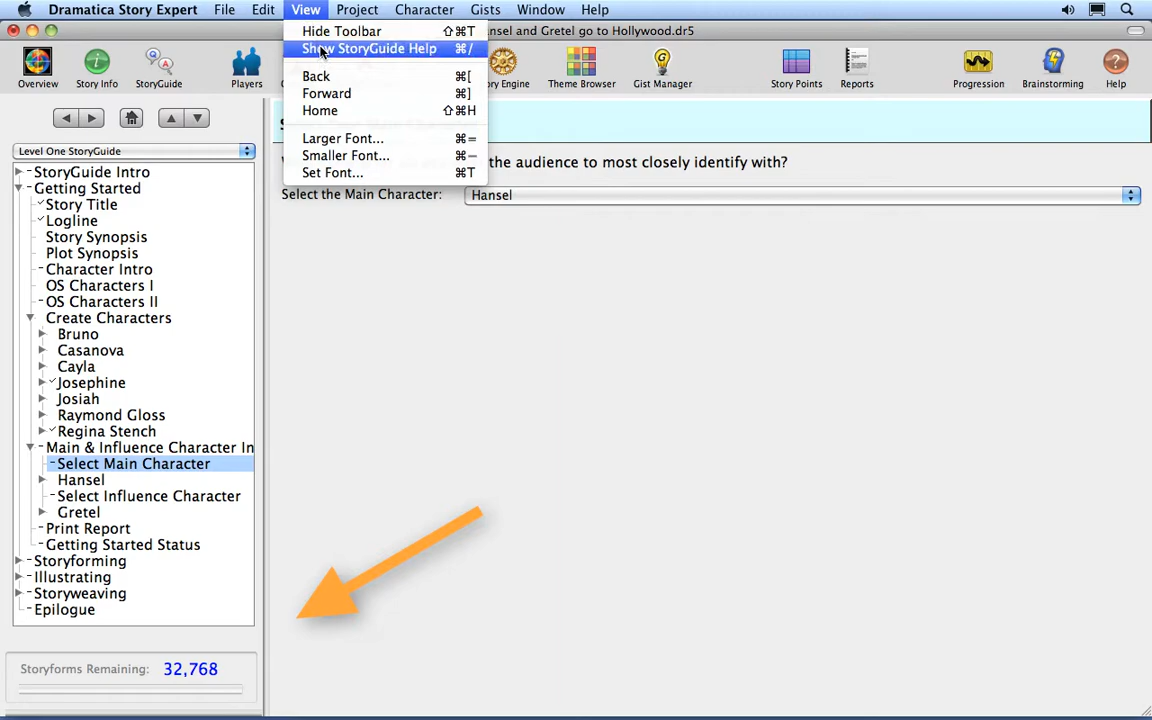 Dramatica Story Expert File Edit View Project Character Gists Window Help
Hansel and Gretel go to Hollywood.dr5
Hide Toolbar ⇧⌘T
Show StoryGuide Help ⌘/
Back ⌘[
Forward ⌘]
Home ⇧⌘H
Larger Font... ⌘=
Smaller Font... ⌘−
Set Font... ⌘T
Overview Story Info StoryGuide Players Story Engine Theme Browser Gist Manager Story Points Reports Progression Brainstorming Help
Level One StoryGuide
the audience to most closely identify with?
Select the Main Character: Hansel
StoryGuide Intro
Getting Started
Story Title
Logline
Story Synopsis
Plot Synopsis
Character Intro
OS Characters I
OS Characters II
Create Characters
Bruno
Casanova
Cayla
Josephine
Josiah
Raymond Gloss
Regina Stench
Main & Influence Character In
Select Main Character
Hansel
Select Influence Character
Gretel
Print Report
Getting Started Status
Storyforming
Illustrating
Storyweaving
Epilogue
Storyforms Remaining: 32,768